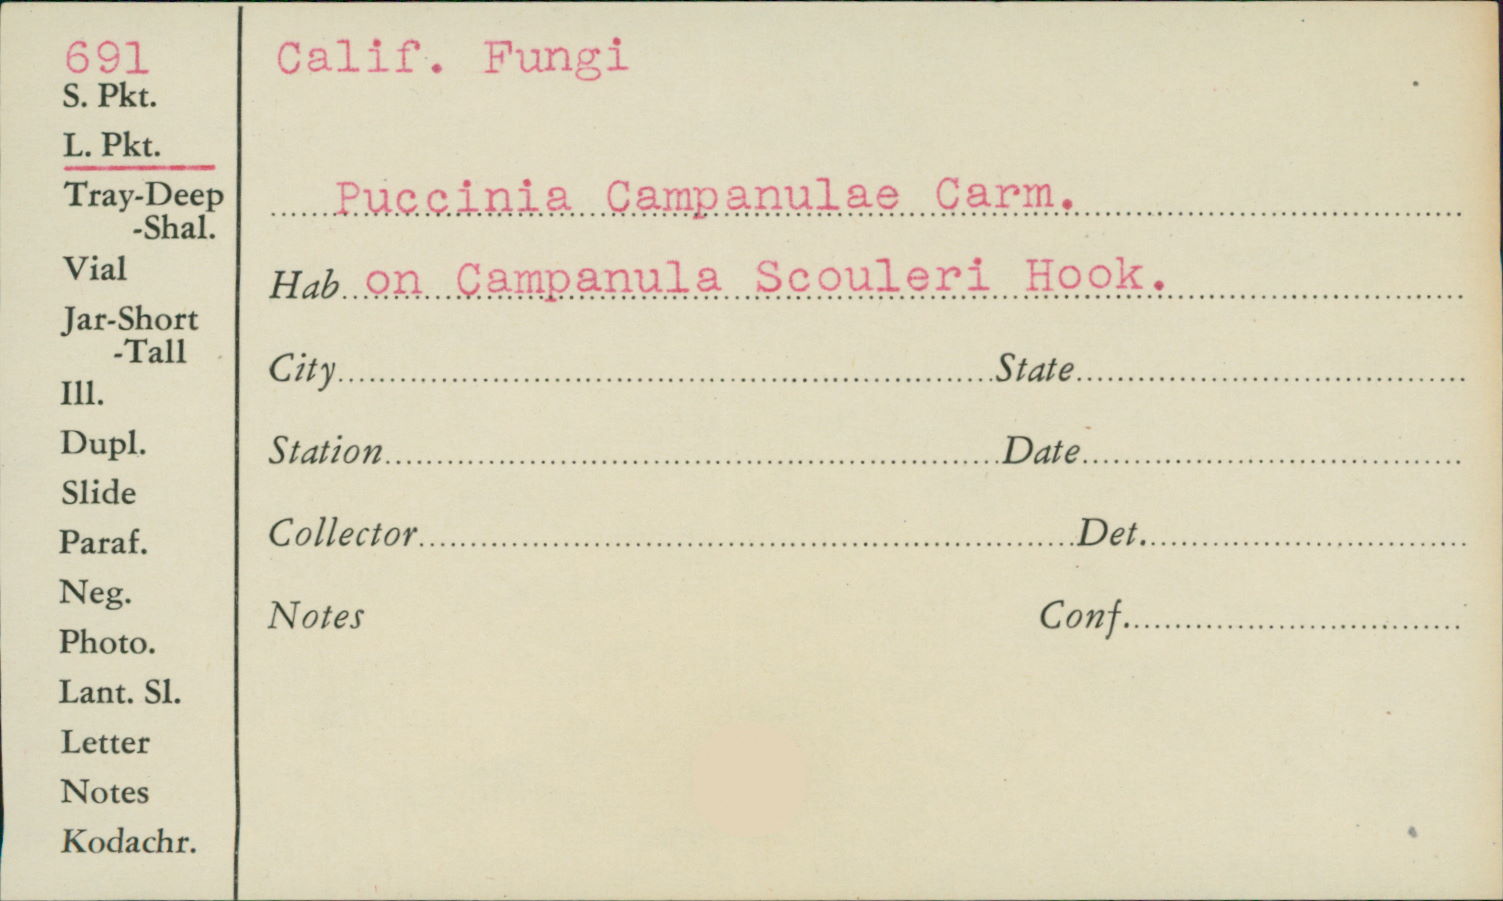 691
S. Pkt.
L. Pkt.
Tray-Deep
-Shal.
Vial
Jar-Short
-Tall
Ill.
Dupl.
Slide
Paraf.
Neg.
Photo.
Lant. Sl.
Letter
Notes
Kodachr.
Calif. Fungi
Puccinia Campanulae Carm.
Hab. on Campanula Scouleri Hook.
City State
Station Date
Collector Det.
Notes Conf.